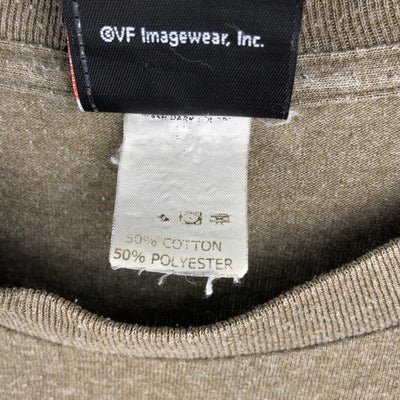 ©VF Imagewear, Inc.
50% COTTON
50% POLYESTER